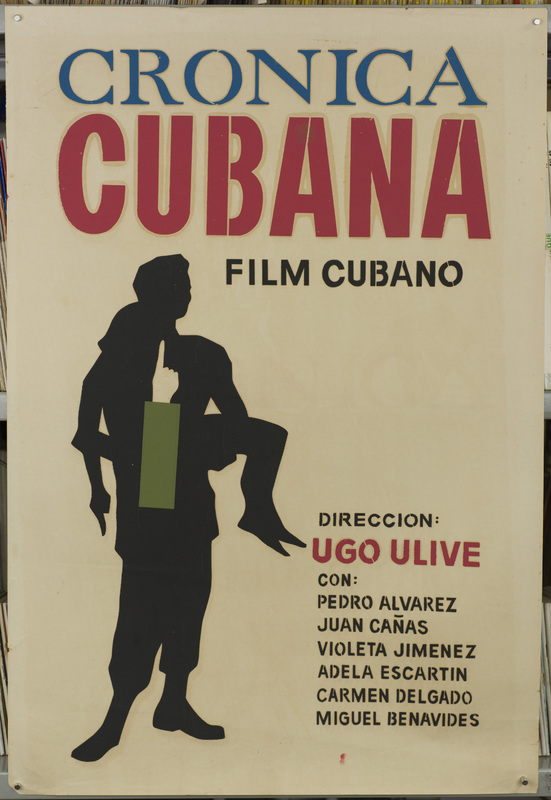 CRONICA
CUBANA
FILM CUBANO
DIRECCION:
UGO ULIVE
CON:
PEDRO ALVAREZ
JUAN CAÑAS
VIOLETA JIMENEZ
ADELA ESCARTIN
CARMEN DELGADO
MIGUEL BENAVIDES